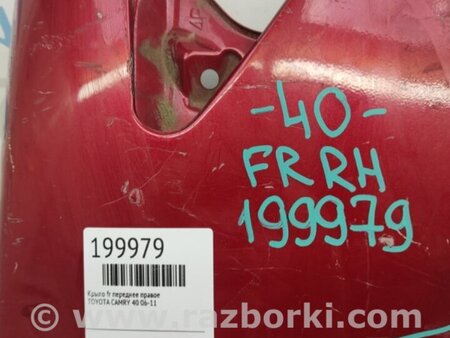 -40-
FR RH
199979
199979
Крыло fr переднее правое
TOYOTA CAMRY 40 06-11
www.razborki.com